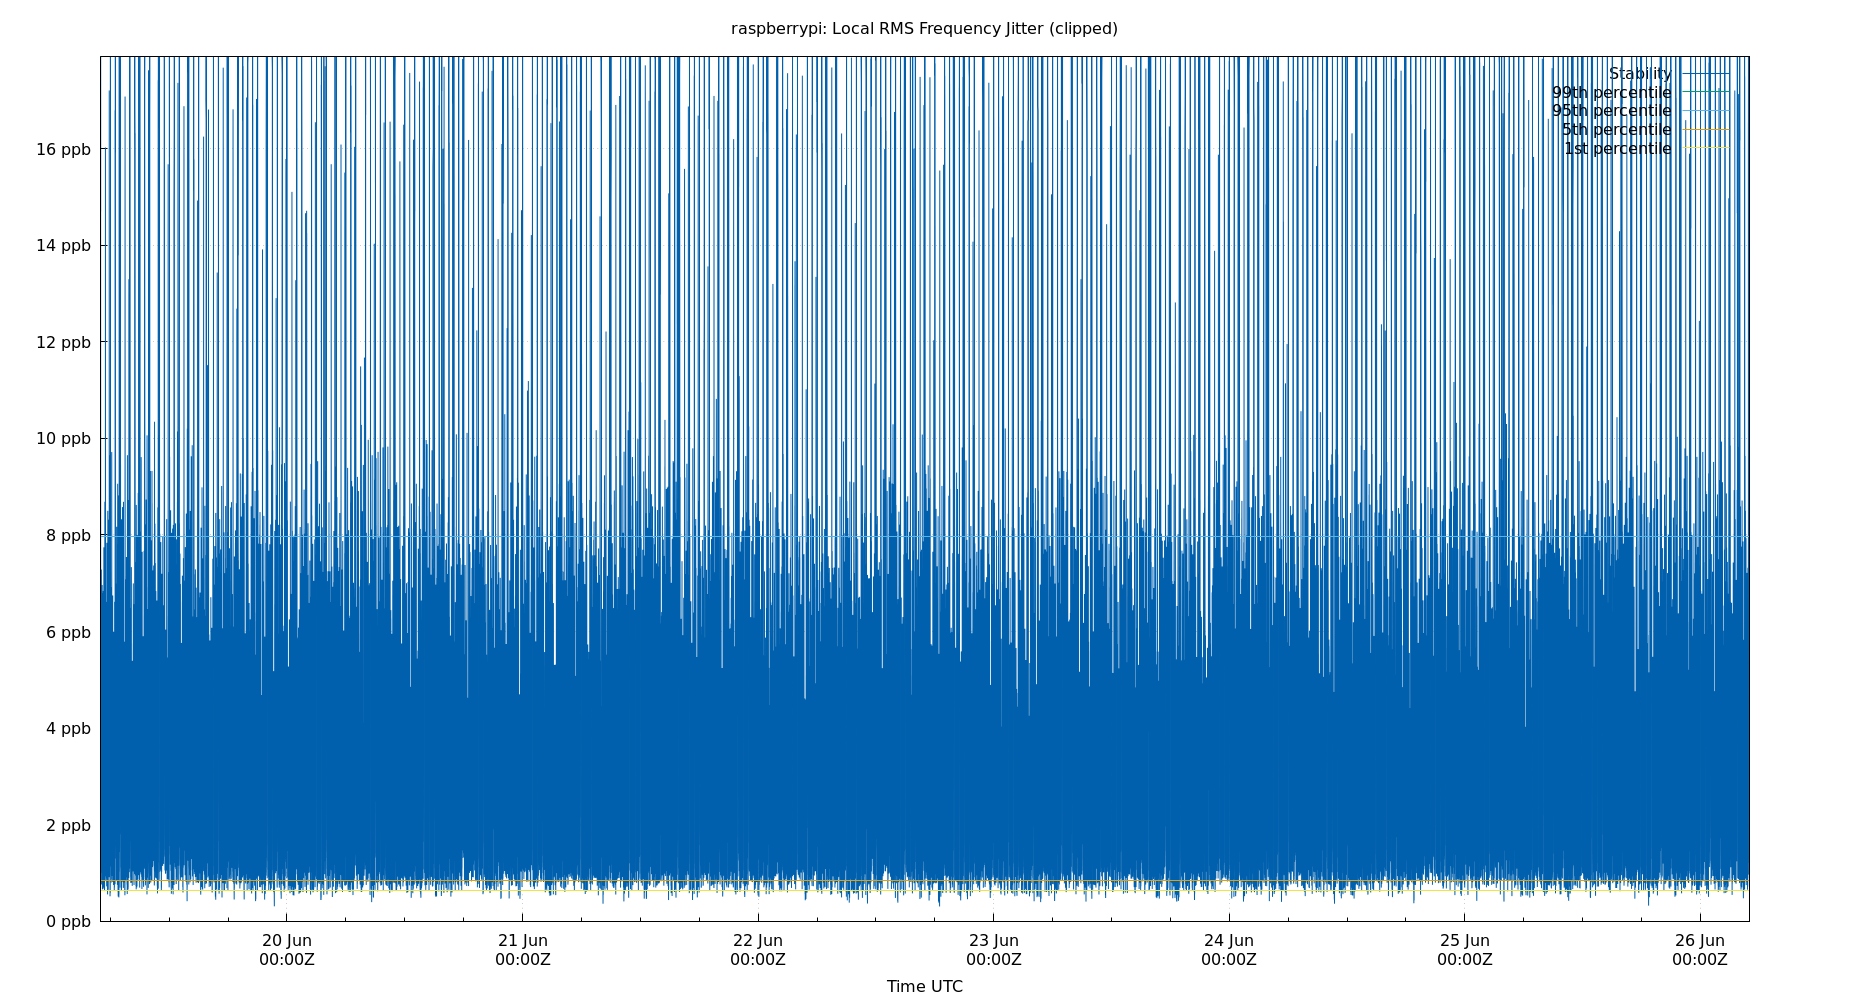 raspberrypi: Local RMS Frequency Jitter (clipped)
Stability
99th percentile
95th percentile
5th percentile
1st percentile
16 ppb
14 ppb
12 ppb
10 ppb
8 ppb
6 ppb
4 ppb
2 ppb
0 ppb
20 Jun 21 Jun 22 Jun 23 Jun 24 Jun 25 Jun 26 Jun
00:00Z 00:00Z 00:00Z 00:00Z 00:00Z 00:00Z 00:00Z
Time UTC